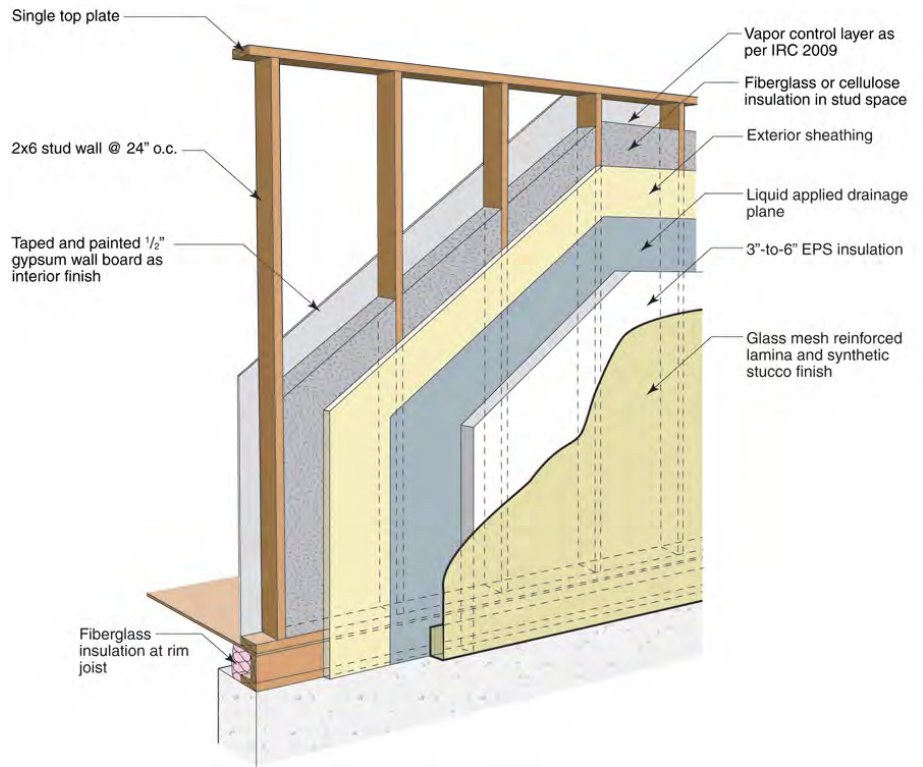 Single top plate
2x6 stud wall @ 24” o.c.
Taped and painted 1/2”
gypsum wall board as
interior finish
Fiberglass
insulation at rim
joist
Vapor control layer as
per IRC 2009
Fiberglass or cellulose
insulation in stud space
Exterior sheathing
Liquid applied drainage
plane
3”-to-6” EPS insulation
Glass mesh reinforced
lamina and synthetic
stucco finish